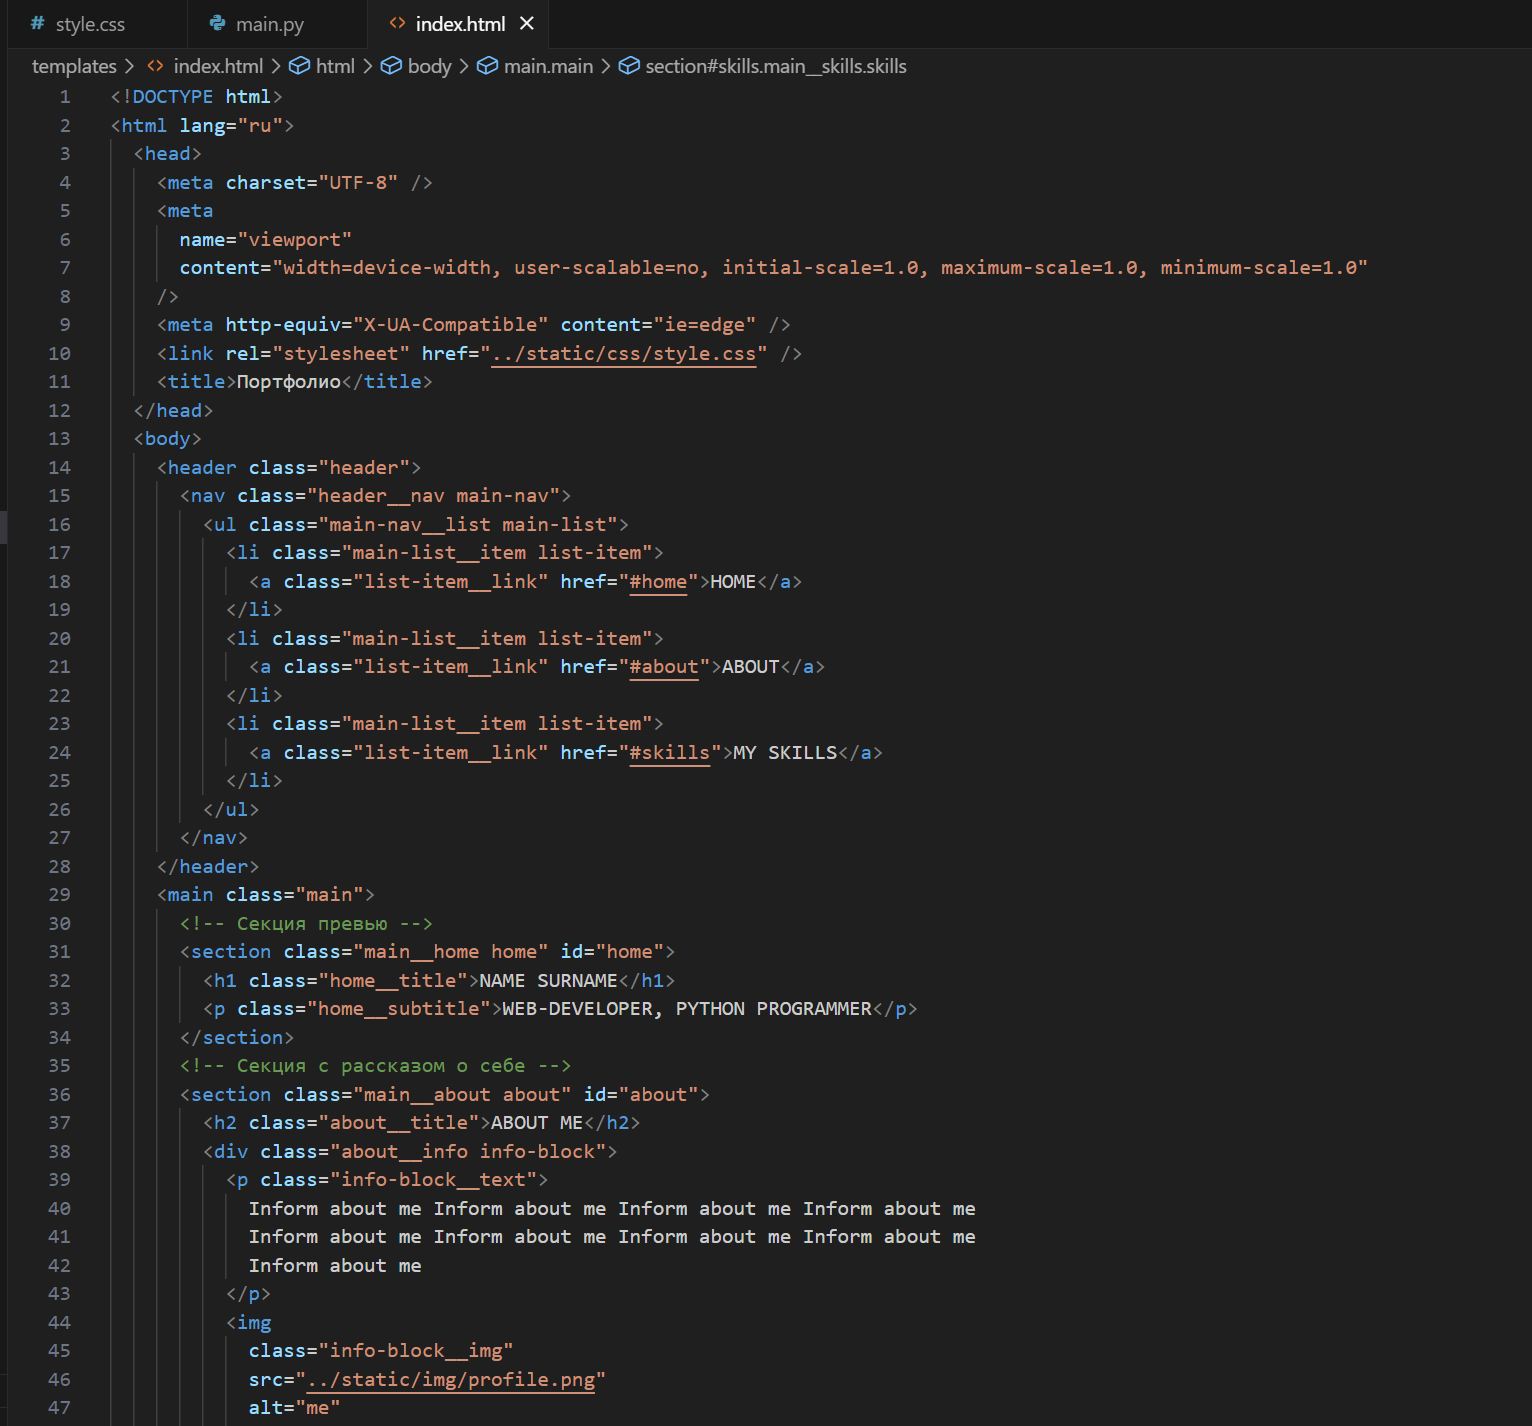 style.css main.py index.html
templates > index.html > html > body > main.main > section#skills.main__skills.skills
1 <!DOCTYPE html>
2 <html lang="ru">
3 <head>
4 <meta charset="UTF-8" />
5 <meta
6 name="viewport"
7 content="width=device-width, user-scalable=no, initial-scale=1.0, maximum-scale=1.0, minimum-scale=1.0"
8 />
9 <meta http-equiv="X-UA-Compatible" content="ie=edge" />
10 <link rel="stylesheet" href="../static/css/style.css" />
11 <title>Портфолио</title>
12 </head>
13 <body>
14 <header class="header">
15 <nav class="header__nav main-nav">
16 <ul class="main-nav__list main-list">
17 <li class="main-list__item list-item">
18 <a class="list-item__link" href="#home">HOME</a>
19 </li>
20 <li class="main-list__item list-item">
21 <a class="list-item__link" href="#about">ABOUT</a>
22 </li>
23 <li class="main-list__item list-item">
24 <a class="list-item__link" href="#skills">MY SKILLS</a>
25 </li>
26 </ul>
27 </nav>
28 </header>
29 <main class="main">
30 <!-- Секция превью -->
31 <section class="main__home home" id="home">
32 <h1 class="home__title">NAME SURNAME</h1>
33 <p class="home__subtitle">WEB-DEVELOPER, PYTHON PROGRAMMER</p>
34 </section>
35 <!-- Секция с рассказом о себе -->
36 <section class="main__about about" id="about">
37 <h2 class="about__title">ABOUT ME</h2>
38 <div class="about__info info-block">
39 <p class="info-block__text">
40 Inform about me Inform about me Inform about me Inform about me
41 Inform about me Inform about me Inform about me Inform about me
42 Inform about me
43 </p>
44 <img
45 class="info-block__img"
46 src="../static/img/profile.png"
47 alt="me"